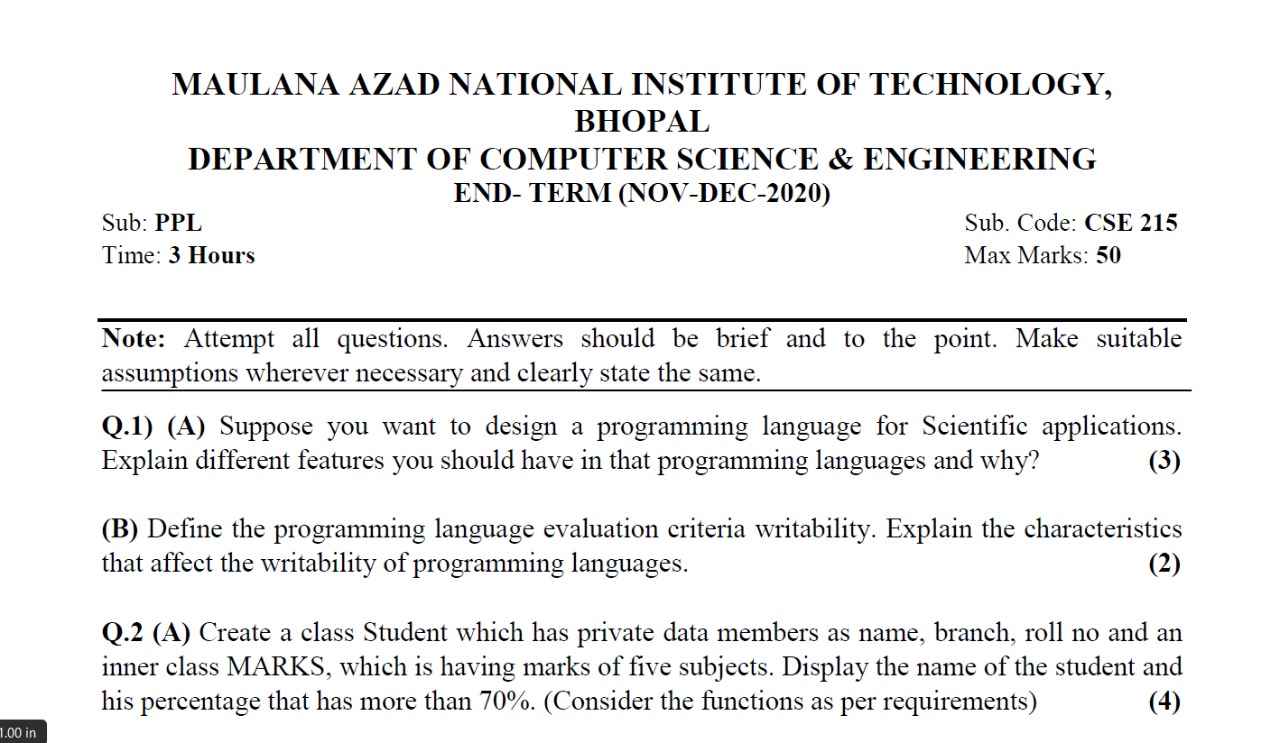 MAULANA AZAD NATIONAL INSTITUTE OF TECHNOLOGY,
BHOPAL
DEPARTMENT OF COMPUTER SCIENCE & ENGINEERING
END- TERM (NOV-DEC-2020)
Sub: PPL Sub. Code: CSE 215
Time: 3 Hours Max Marks: 50
Note: Attempt all questions. Answers should be brief and to the point. Make suitable
assumptions wherever necessary and clearly state the same.
Q.1) (A) Suppose you want to design a programming language for Scientific applications.
Explain different features you should have in that programming languages and why? (3)
(B) Define the programming language evaluation criteria writability. Explain the characteristics
that affect the writability of programming languages. (2)
Q.2 (A) Create a class Student which has private data members as name, branch, roll no and an
inner class MARKS, which is having marks of five subjects. Display the name of the student and
his percentage that has more than 70%. (Consider the functions as per requirements) (4)
1.00 in